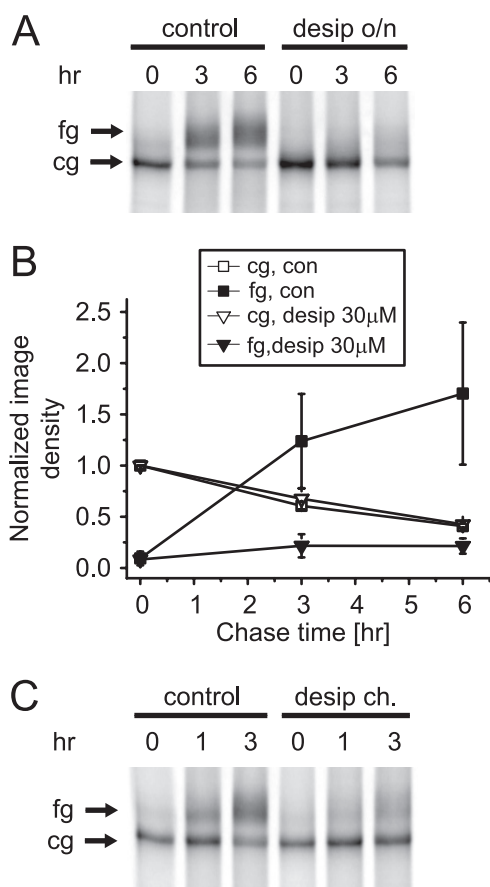 A
control desip o/n
hr 0 3 6 0 3 6
fg
cg
B
cg, con
fg, con
cg, desip 30μM
fg,desip 30μM
Normalized image
density
2.5
2.0
1.5
1.0
0.5
0.0
0 1 2 3 4 5 6
Chase time [hr]
C
control desip ch.
hr 0 1 3 0 1 3
fg
cg